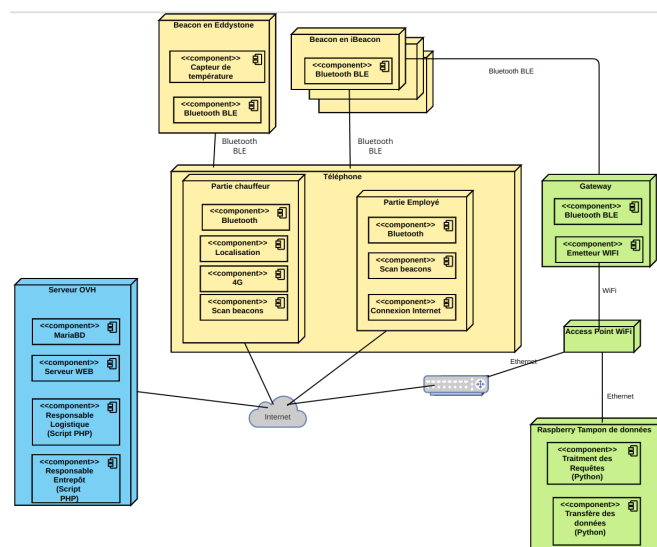 Beacon en Eddystone
<<component>>
Capteur de
température
<<component>>
Bluetooth BLE
Beacon en iBeacon
<<component>>
Bluetooth BLE
Bluetooth BLE
Bluetooth
BLE
Bluetooth
BLE
Téléphone
Partie chauffeur
<<component>>
Bluetooth
<<component>>
Localisation
<<component>>
4G
<<component>>
Scan beacons
Partie Employé
<<component>>
Bluetooth
<<component>>
Scan beacons
<<component>>
Connexion Internet
Gateway
<<component>>
Bluetooth BLE
<<component>>
Emetteur WIFI
WiFi
Access Point WiFi
Ethernet
Ethernet
Serveur OVH
<<component>>
MariaBD
<<component>>
Serveur WEB
<<component>>
Responsable
Logistique
(Script PHP)
<<component>>
Responsable
Entrepôt
(Script
PHP)
Internet
Raspberry Tampon de données
<<component>>
Traitment des
Requêtes
(Python)
<<component>>
Transfère des
données
(Python)